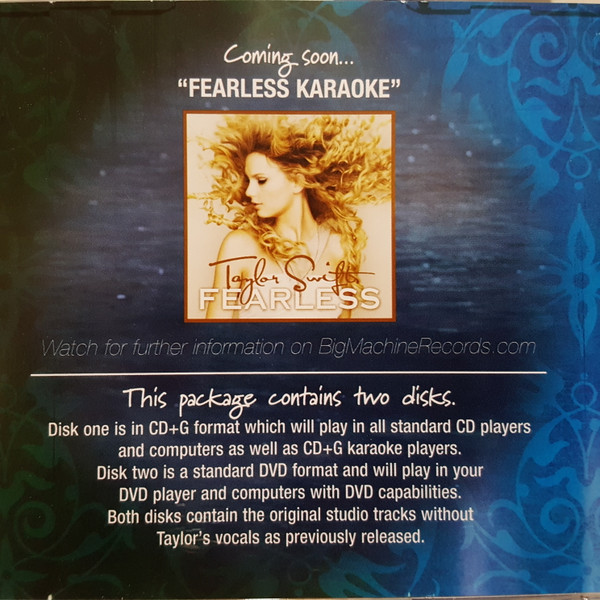 Coming soon...
“FEARLESS KARAOKE”
Taylor Swift
FEARLESS
Watch for further information on BigMachineRecords.com
This package contains two disks.
Disk one is in CD+G format which will play in all standard CD players
and computers as well as CD+G karaoke players.
Disk two is a standard DVD format and will play in your
DVD player and computers with DVD capabilities.
Both disks contain the original studio tracks without
Taylor’s vocals as previously released.